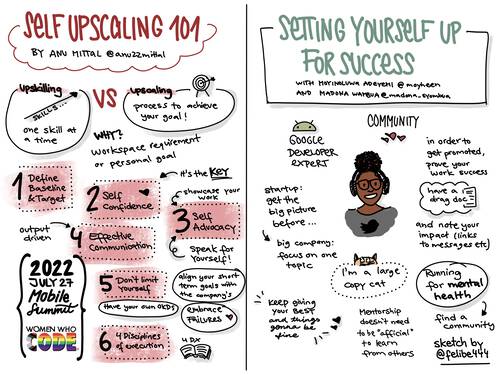 SELF UPSCALING 101
BY ANU MITTAL @anu22mittal
Upskilling
SKILLS...
one skill at
a time
VS
Upscaling
process to achieve
your goal!
WHY?
Workspace requirement
or personal goal
it's the KEY
1 Define
Baseline
& Target
2 Self
Confidence
showcase your
work
3 Self
Advocacy
output
driven
4 Effective
Communication
Speak for
Yourself!
2022
JULY 27
Mobile
Summit
WOMEN WHO
CODE
5 Don't limit
Yourself
align your short
term goals with
the company's
Have your own OKRs
embrace
FAILURES
6 4 Disciplines
of execution
4DX
SETTING YOURSELF UP
FOR SUCCESS
WITH MOYINOLUWA ADEYEMI @moyheen
AND MADONA WAMBUA @madona_syombua
COMMUNITY
GOOGLE
DEVELOPER
EXPERT
in order to
get promoted,
prove your
work success
have a
brag doc
and note your
impact (links
to messages etc)
startup:
get the
big picture
before...
big company:
focus on one
topic
I'm a large
copy cat
Running
for mental
health
keep giving
your BEST
and things
gonna be
fine
Mentorship
doesn't need
to be "official"
to learn
from others
find a
community
sketch by
@felibe444